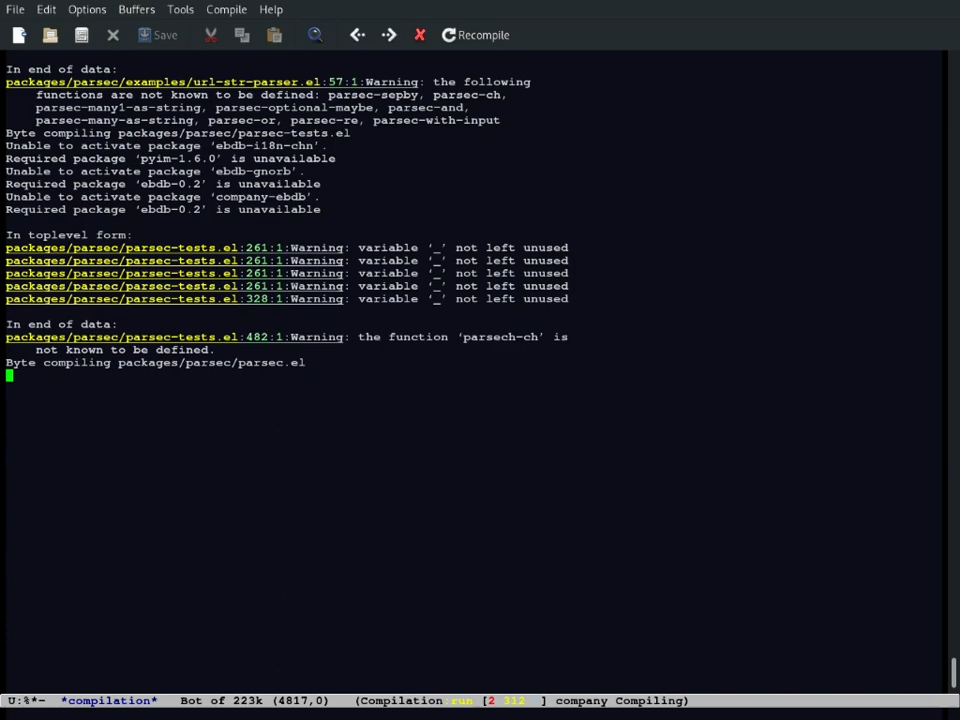 File Edit Options Buffers Tools Compile Help
Save Recompile
In end of data:
packages/parsec/examples/url-str-parser.el:57:1:Warning: the following
functions are not known to be defined: parsec-sepby, parsec-ch,
parsec-many1-as-string, parsec-optional-maybe, parsec-and,
parsec-many-as-string, parsec-or, parsec-re, parsec-with-input
Byte compiling packages/parsec/parsec-tests.el
Unable to activate package ‘ebdb-i18n-chn’.
Required package ‘pyim-1.6.0’ is unavailable
Unable to activate package ‘ebdb-gnorb’.
Required package ‘ebdb-0.2’ is unavailable
Unable to activate package ‘company-ebdb’.
Required package ‘ebdb-0.2’ is unavailable
In toplevel form:
packages/parsec/parsec-tests.el:261:1:Warning: variable ‘_’ not left unused
packages/parsec/parsec-tests.el:261:1:Warning: variable ‘_’ not left unused
packages/parsec/parsec-tests.el:261:1:Warning: variable ‘_’ not left unused
packages/parsec/parsec-tests.el:261:1:Warning: variable ‘_’ not left unused
packages/parsec/parsec-tests.el:328:1:Warning: variable ‘_’ not left unused
In end of data:
packages/parsec/parsec-tests.el:482:1:Warning: the function ‘parsech-ch’ is
not known to be defined.
Byte compiling packages/parsec/parsec.el
U:%*- *compilation* Bot of 223k (4817,0) (Compilation run [2 312 ] company Compiling)